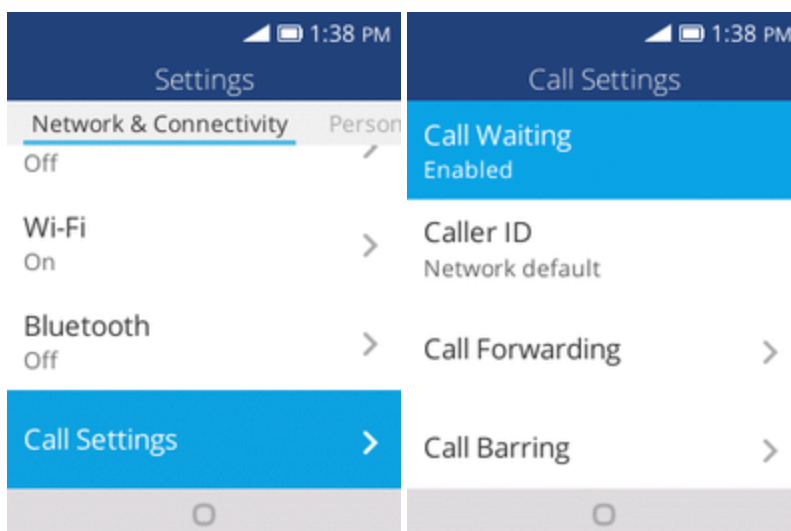 1:38 PM
Settings
Network & Connectivity Person
Off
Wi-Fi
On
Bluetooth
Off
Call Settings
1:38 PM
Call Settings
Call Waiting
Enabled
Caller ID
Network default
Call Forwarding
Call Barring